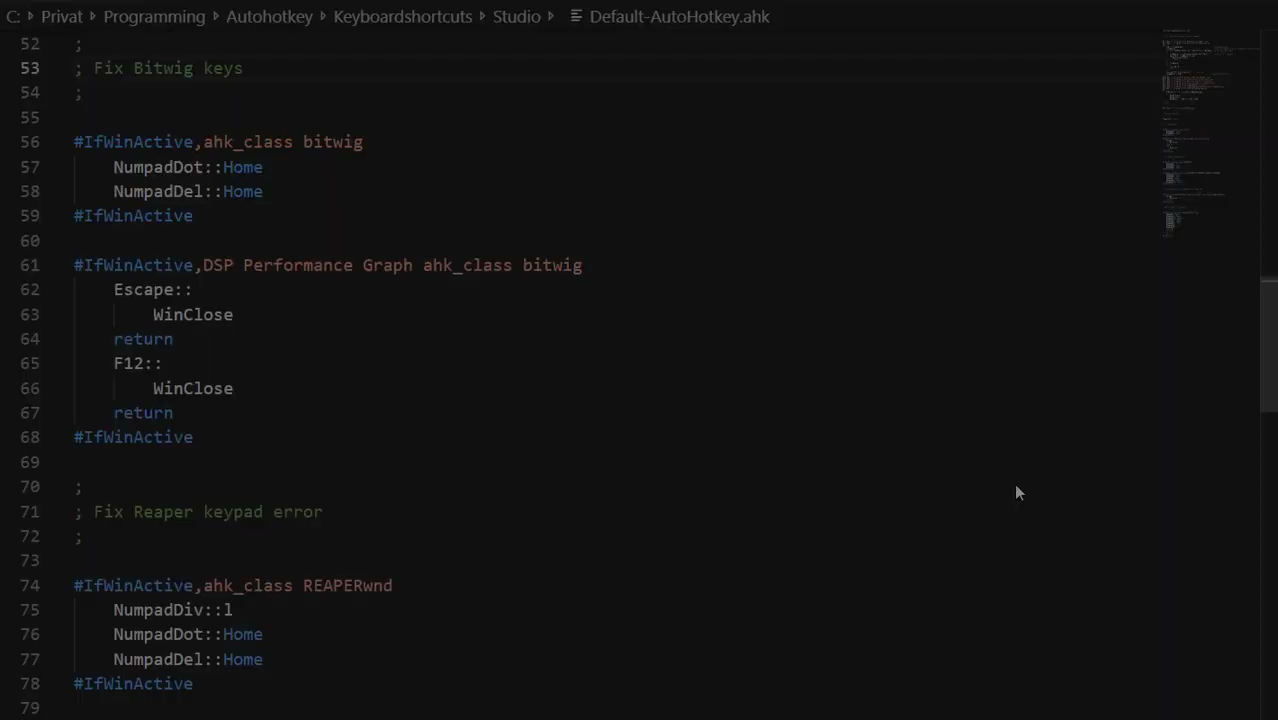 C: Privat Programming Autohotkey Keyboardshortcuts Studio Default-AutoHotkey.ahk
52 ;
53 ; Fix Bitwig keys
54 ;
55
56 #IfWinActive,ahk_class bitwig
57 NumpadDot::Home
58 NumpadDel::Home
59 #IfWinActive
60
61 #IfWinActive,DSP Performance Graph ahk_class bitwig
62 Escape::
63 WinClose
64 return
65 F12::
66 WinClose
67 return
68 #IfWinActive
69
70 ;
71 ; Fix Reaper keypad error
72 ;
73
74 #IfWinActive,ahk_class REAPERwnd
75 NumpadDiv::l
76 NumpadDot::Home
77 NumpadDel::Home
78 #IfWinActive
79